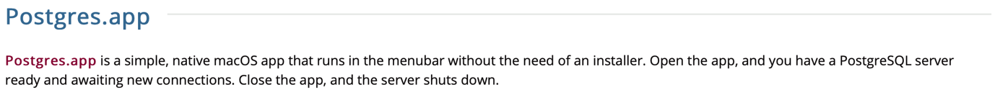 Postgres.app
Postgres.app is a simple, native macOS app that runs in the menubar without the need of an installer. Open the app, and you have a PostgreSQL server
ready and awaiting new connections. Close the app, and the server shuts down.